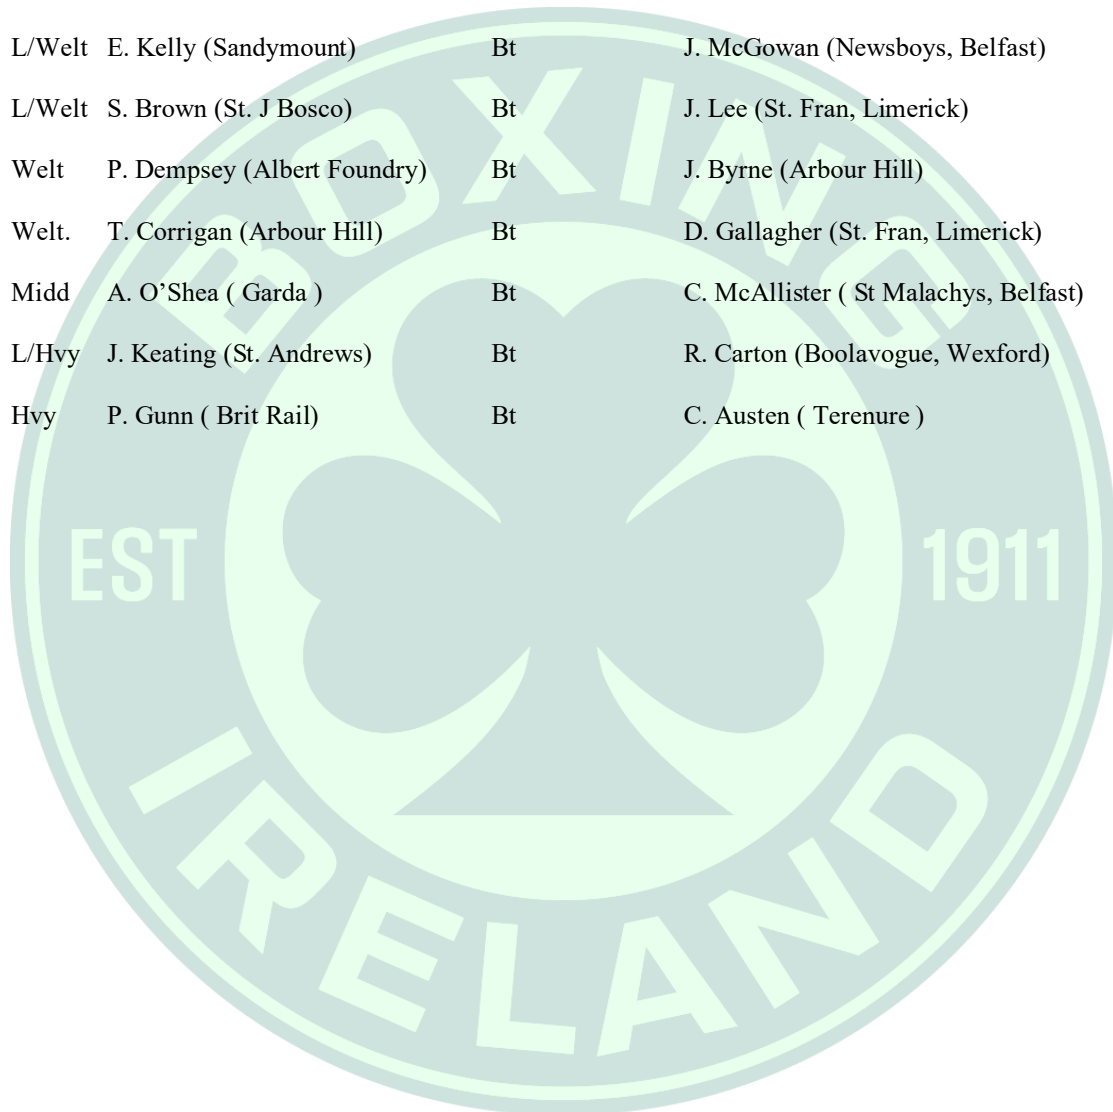 L/Welt E. Kelly (Sandymount) Bt J. McGowan (Newsboys, Belfast)
L/Welt S. Brown (St. J Bosco) Bt J. Lee (St. Fran, Limerick)
Welt P. Dempsey (Albert Foundry) Bt J. Byrne (Arbour Hill)
Welt. T. Corrigan (Arbour Hill) Bt D. Gallagher (St. Fran, Limerick)
Midd A. O’Shea ( Garda ) Bt C. McAllister ( St Malachys, Belfast)
L/Hvy J. Keating (St. Andrews) Bt R. Carton (Boolavogue, Wexford)
Hvy P. Gunn ( Brit Rail) Bt C. Austen ( Terenure )
BOXING
EST 1911
IRELAND